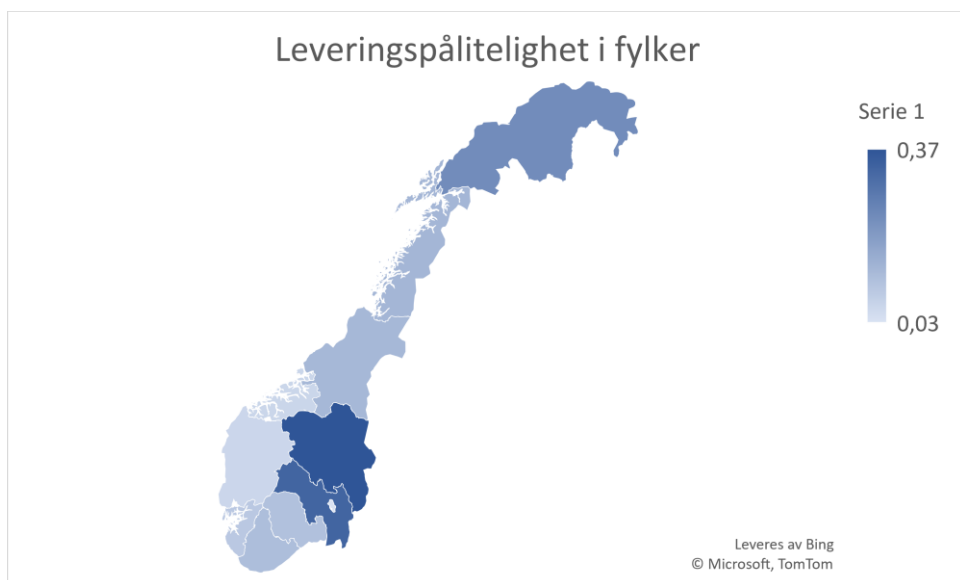 Leveringspålitelighet i fylker
Serie 1
0,37
0,03
Leveres av Bing
© Microsoft, TomTom